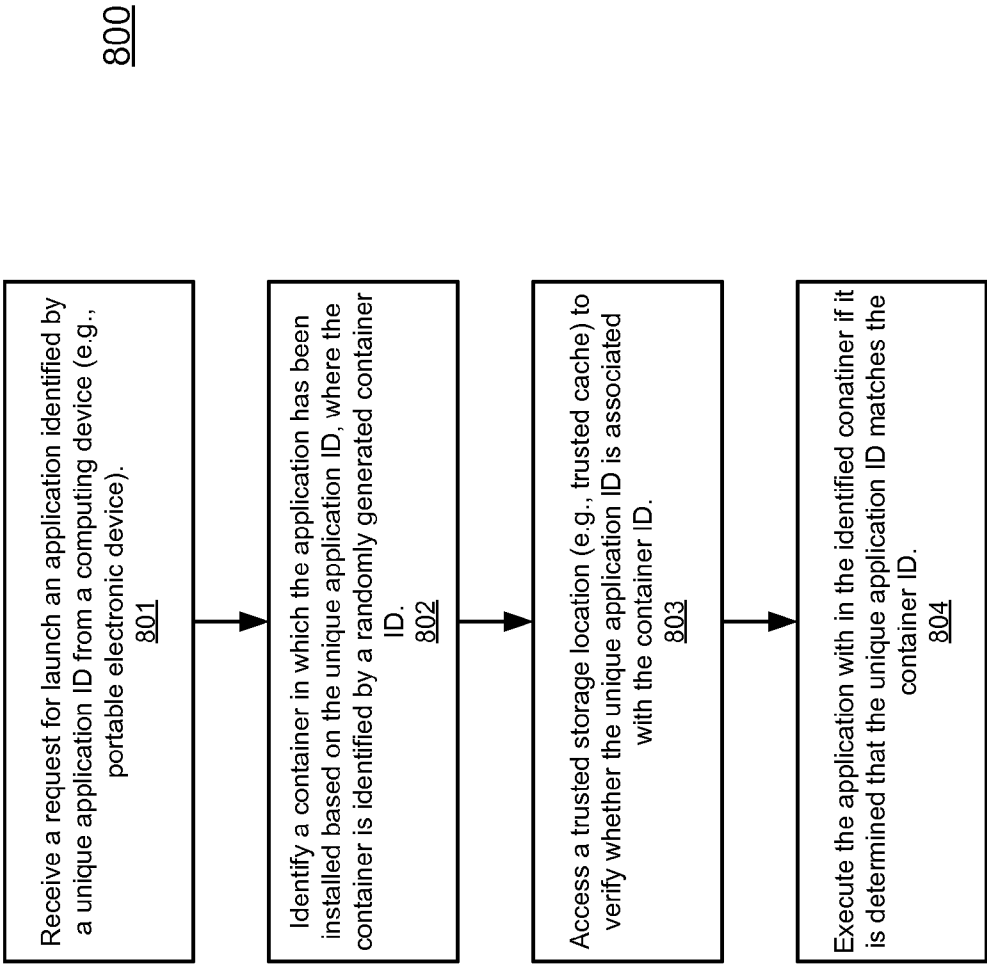 800
Receive a request for launch an application identified by
a unique application ID from a computing device (e.g.,
portable electronic device).
801
Identify a container in which the application has been
installed based on the unique application ID, where the
container is identified by a randomly generated container
ID.
802
Access a trusted storage location (e.g., trusted cache) to
verify whether the unique application ID is associated
with the container ID.
803
Execute the application with in the identified conatiner if it
is determined that the unique application ID matches the
container ID.
804